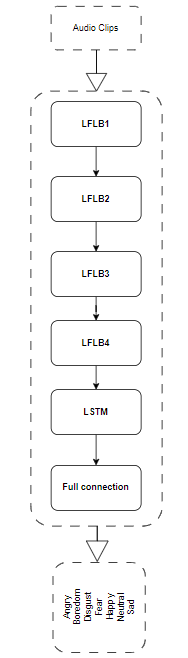 Audio Clips
LFLB1
LFLB2
LFLB3
LFLB4
LSTM
Full connection
Angry
Boredom
Disgust
Fear
Happy
Neutral
Sad